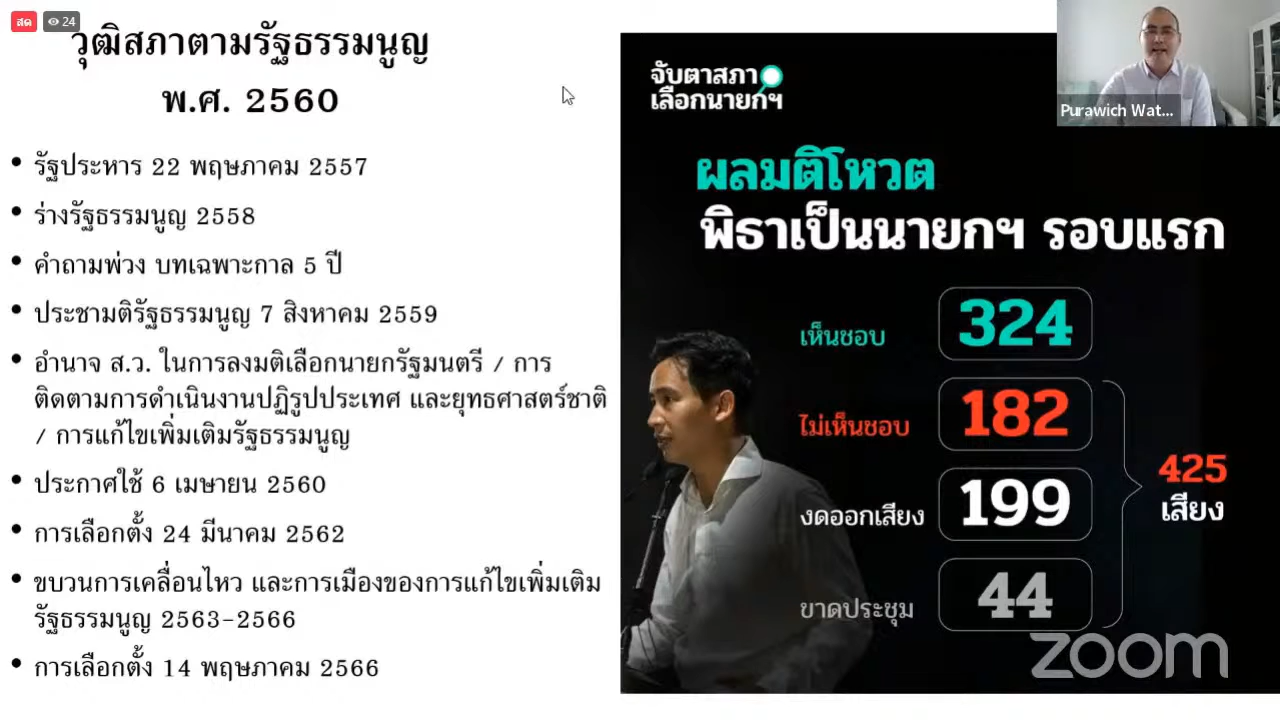 สด
24
วุฒิสภาตามรัฐธรรมนูญ
พ.ศ. 2560
• รัฐประหาร 22 พฤษภาคม 2557
• ร่างรัฐธรรมนูญ 2558
• คำถามพ่วง บทเฉพาะกาล 5 ปี
• ประชามติรัฐธรรมนูญ 7 สิงหาคม 2559
• อำนาจ ส.ว. ในการลงมติเลือกนายกรัฐมนตรี / การ
ติดตามการดำเนินงานปฏิรูปประเทศ และยุทธศาสตร์ชาติ
/ การแก้ไขเพิ่มเติมรัฐธรรมนูญ
• ประกาศใช้ 6 เมษายน 2560
• การเลือกตั้ง 24 มีนาคม 2562
• ขบวนการเคลื่อนไหว และการเมืองของการแก้ไขเพิ่มเติม
รัฐธรรมนูญ 2563-2566
• การเลือกตั้ง 14 พฤษภาคม 2566
จับตาสภา
เลือกนายกฯ
ผลมติโหวต
พิธาเป็นนายกฯ รอบแรก
เห็นชอบ 324
ไม่เห็นชอบ 182
งดออกเสียง 199
ขาดประชุม 44
425
เสียง
Purawich Wat...
zoom